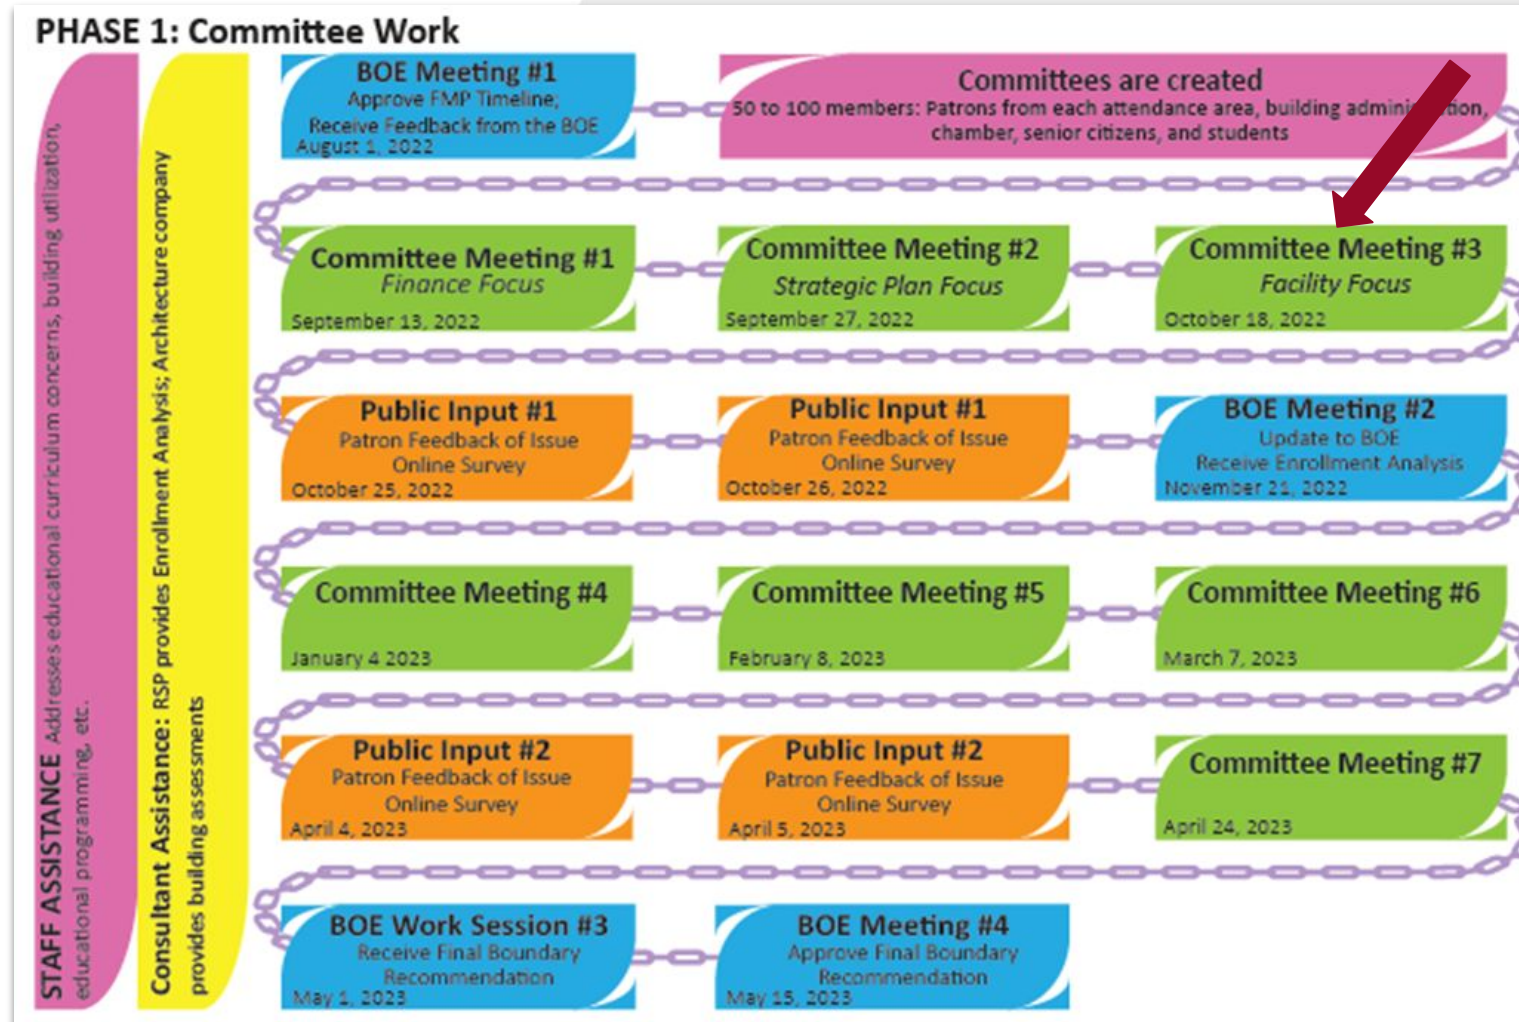 PHASE 1: Committee Work
STAFF ASSISTANCE Addresses educational curriculum concerns, building utilization,
educational programming, etc.
Consultant Assistance: RSP provides Enrollment Analysis; Architecture company
provides building assessments
BOE Meeting #1
Approve FMP Timeline;
Receive Feedback from the BOE
August 1, 2022
Committees are created
50 to 100 members: Patrons from each attendance area, building
chamber, senior citizens, and students
Committee Meeting #1
Finance Focus
September 13, 2022
Committee Meeting #2
Strategic Plan Focus
September 27, 2022
Committee Meeting #3
Facility Focus
October 18, 2022
Public Input #1
Patron Feedback of Issue
Online Survey
October 25, 2022
Public Input #1
Patron Feedback of Issue
Online Survey
October 26, 2022
BOE Meeting #2
Update to BOE
Receive Enrollment Analysis
November 21, 2022
Committee Meeting #4
January 4 2023
Committee Meeting #5
February 8, 2023
Committee Meeting #6
March 7, 2023
Public Input #2
Patron Feedback of Issue
Online Survey
April 4, 2023
Public Input #2
Patron Feedback of Issue
Online Survey
April 5, 2023
Committee Meeting #7
April 24, 2023
BOE Work Session #3
Receive Final Boundary
Recommendation
May 1, 2023
BOE Meeting #4
Approve Final Boundary
Recommendation
May 15, 2023